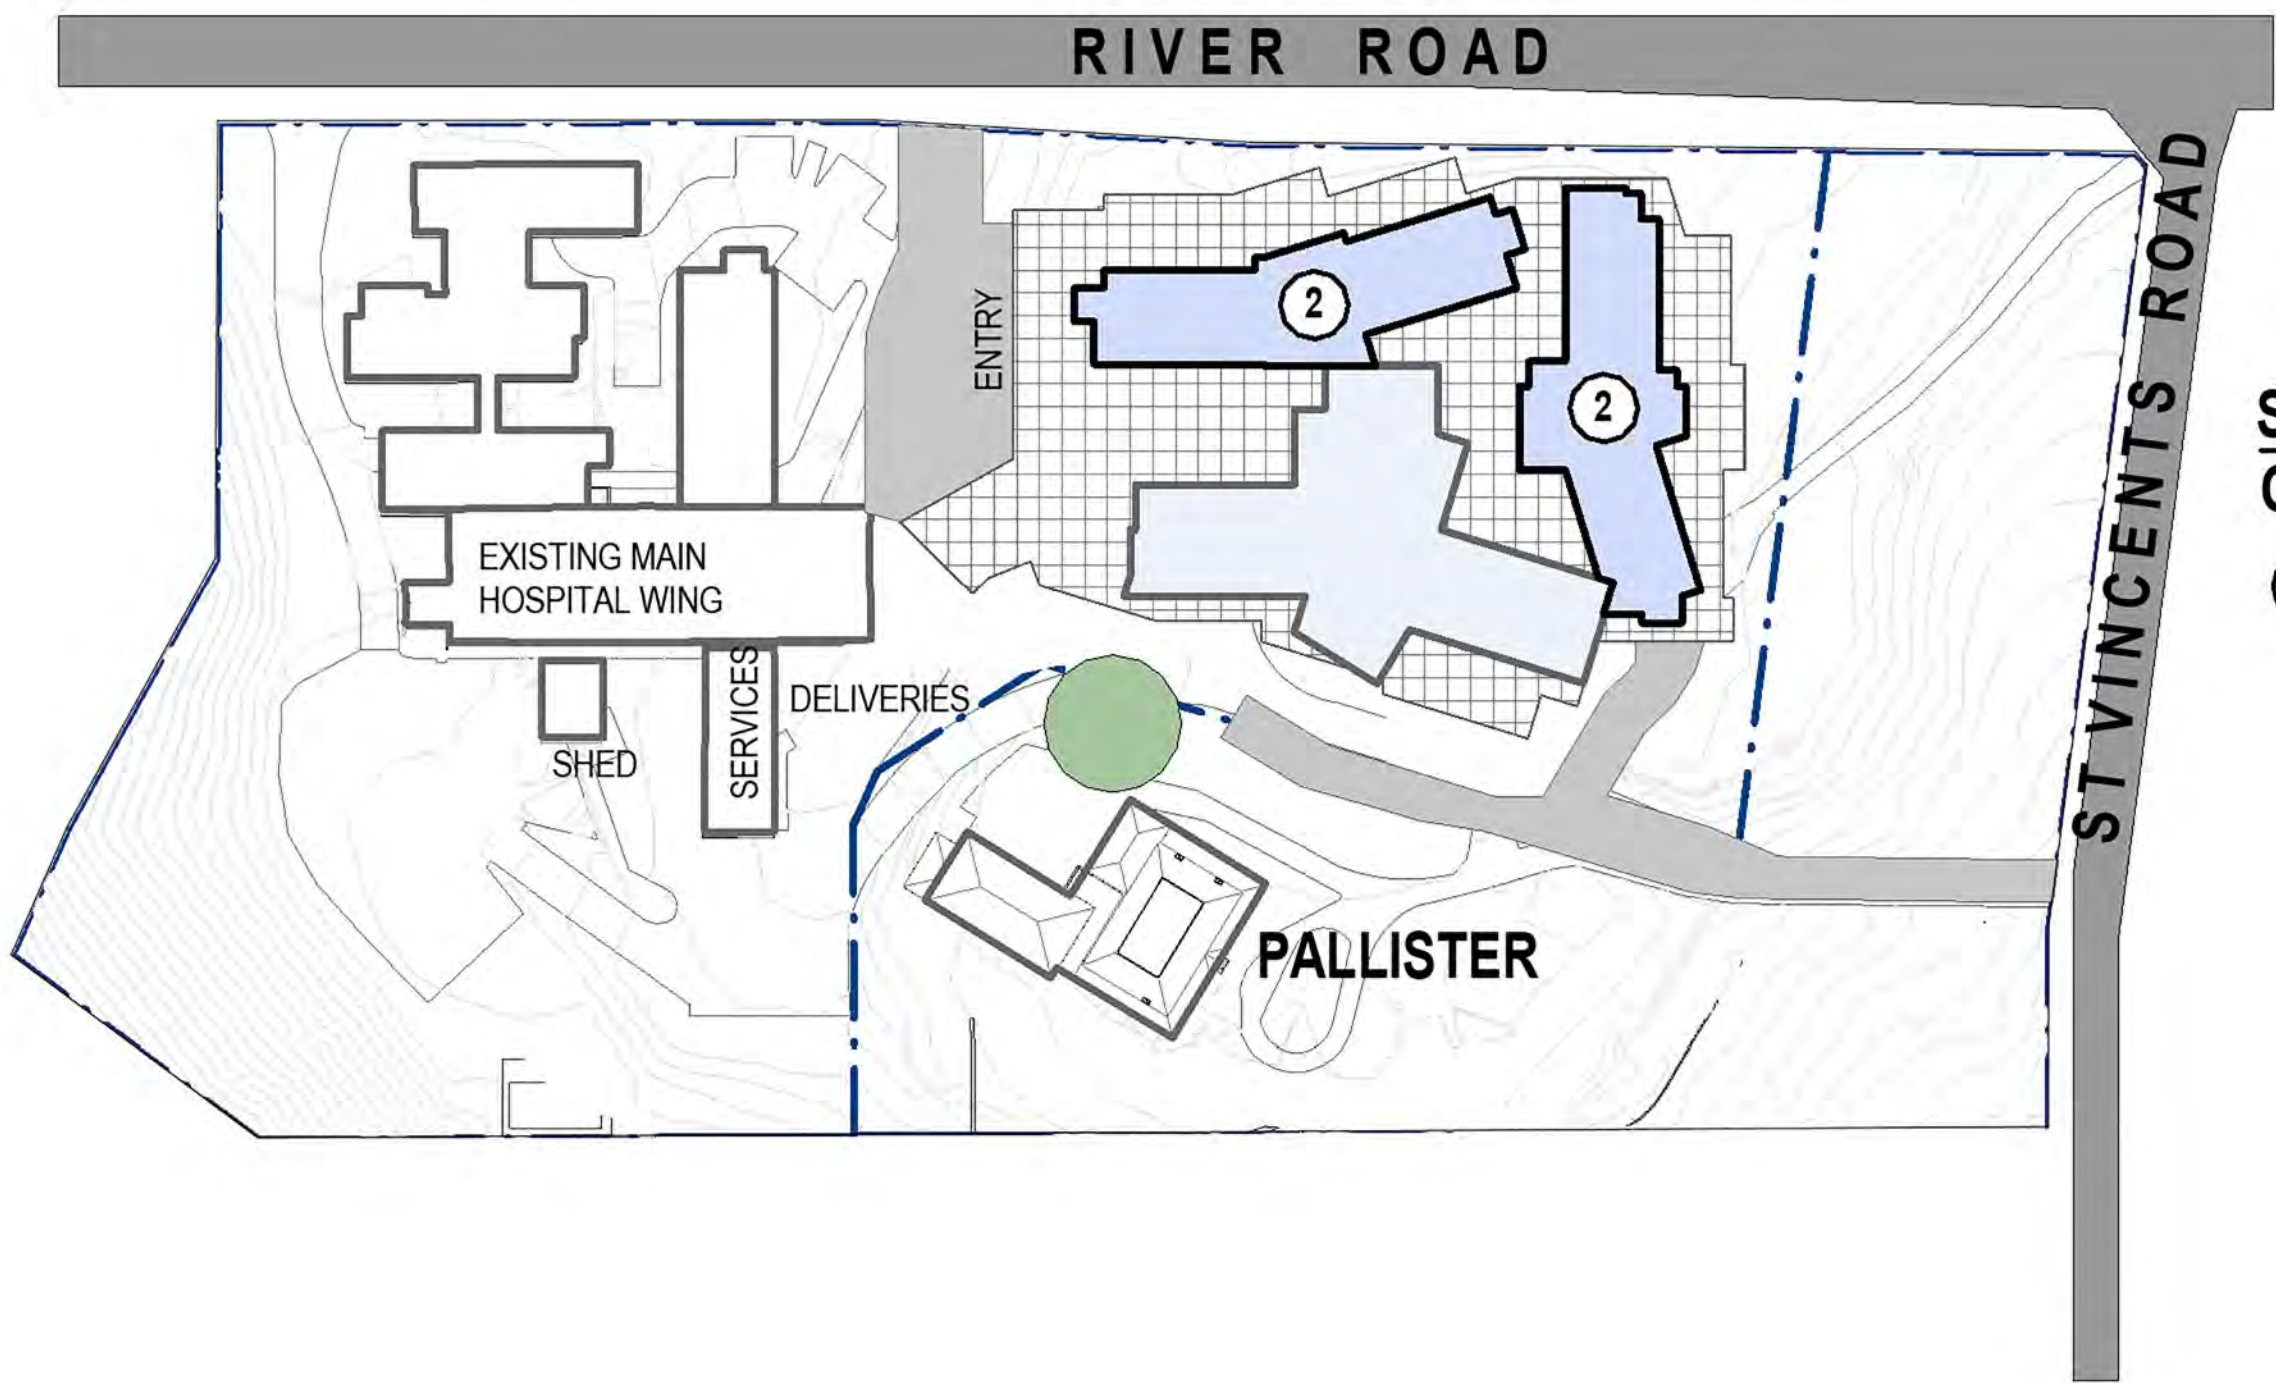 RIVER ROAD
ST VINCENTS ROAD
ENTRY
2
2
EXISTING MAIN
HOSPITAL WING
SERVICES
DELIVERIES
SHED
PALLISTER